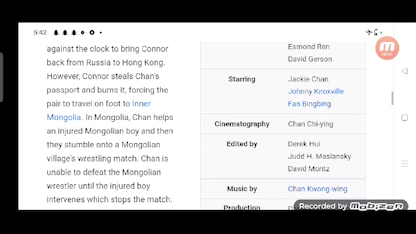 5:42
against the clock to bring Connor
back from Russia to Hong Kong.
However, Connor steals Chan's
passport and burns it, forcing the
pair to travel on foot to Inner
Mongolia. In Mongolia, Chan helps
an injured Mongolian boy and then
they stumble onto a Mongolian
village's wrestling match. Chan is
unable to defeat the Mongolian
wrestler until the injured boy
intervenes which stops the match.
Esmond Ren
David Gerson
Starring
Jackie Chan
Johnny Knoxville
Fan Bingbing
Cinematography
Chan Chi-ying
Edited by
Derek Hui
Judd H. Maslansky
David Moritz
Music by
Chan Kwong-wing
Production
Recorded by
Mobizen